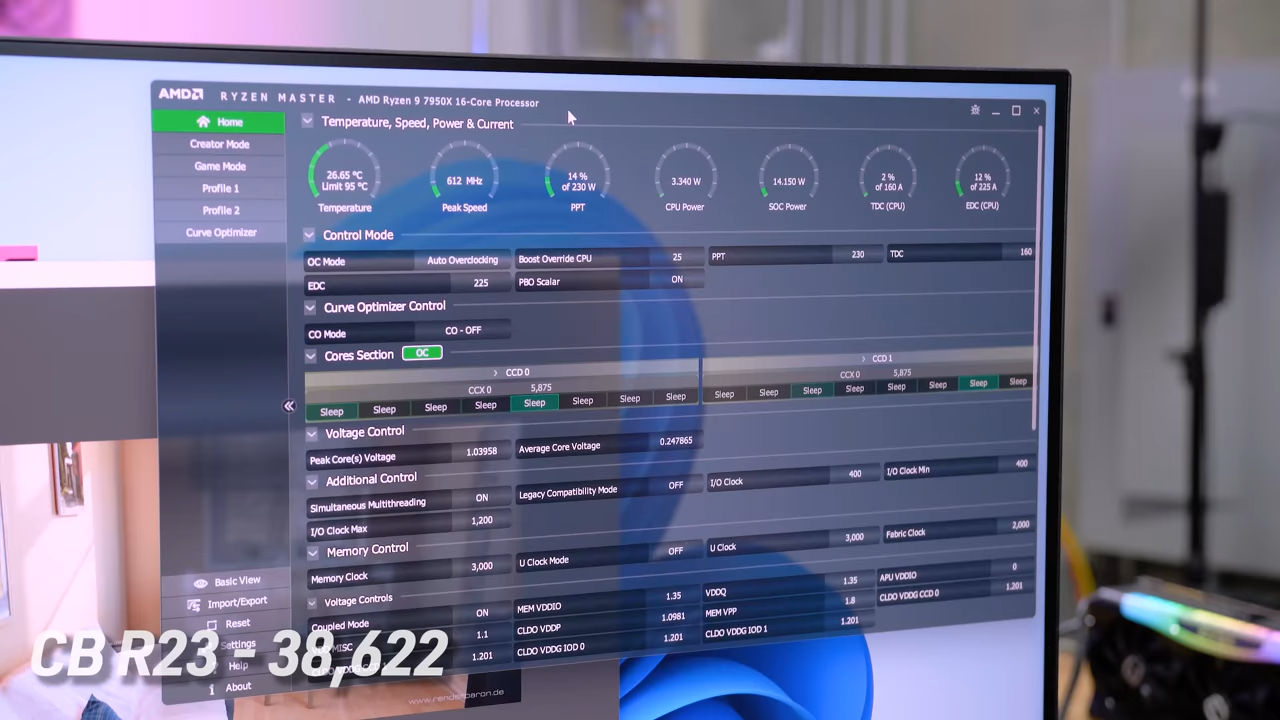 AMD RYZEN MASTER - AMD Ryzen 9 7950X 16-Core Processor
Home
Creator Mode
Game Mode
Profile 1
Profile 2
Curve Optimizer
Temperature, Speed, Power & Current
26.65 °C
Limit 95 °C
Temperature
612 MHz
Peak Speed
14 %
of 230 W
PPT
3.340 W
CPU Power
14.150 W
SOC Power
2 %
of 160 A
TDC (CPU)
12 %
of 225 A
EDC (CPU)
Control Mode
OC Mode Auto Overclocking Boost Override CPU 25 PPT 230 TDC 160
EDC 225 PBO Scalar ON
Curve Optimizer Control
CO Mode CO - OFF
Cores Section OC
CCD 0 CCD 1
CCX 0 5,875 CCX 0 5,875
Sleep Sleep Sleep Sleep Sleep Sleep Sleep Sleep Sleep Sleep Sleep Sleep Sleep Sleep Sleep Sleep
Voltage Control
Peak Core(s) Voltage 1.03958 Average Core Voltage 0.247865
Additional Control
Simultaneous Multithreading ON Legacy Compatibility Mode OFF I/O Clock 400 I/O Clock Min 400
I/O Clock Max 1,200
Memory Control
Memory Clock 3,000 U Clock Mode OFF U Clock 3,000 Fabric Clock 2,000
Voltage Controls
Coupled Mode ON MEM VDDIO 1.35 VDDQ 1.35 APU VDDIO 0
MISC 1.1 CLDO VDDP 1.0981 MEM VPP 1.8 CLDO VDDG CCD 0 1.201
1.201 CLDO VDDG IOD 0 1.201 CLDO VDDG IOD 1 1.201
Basic View
Import/Export
Reset
Settings
Help
About
CB R23 - 38,622
www.renderbaron.de